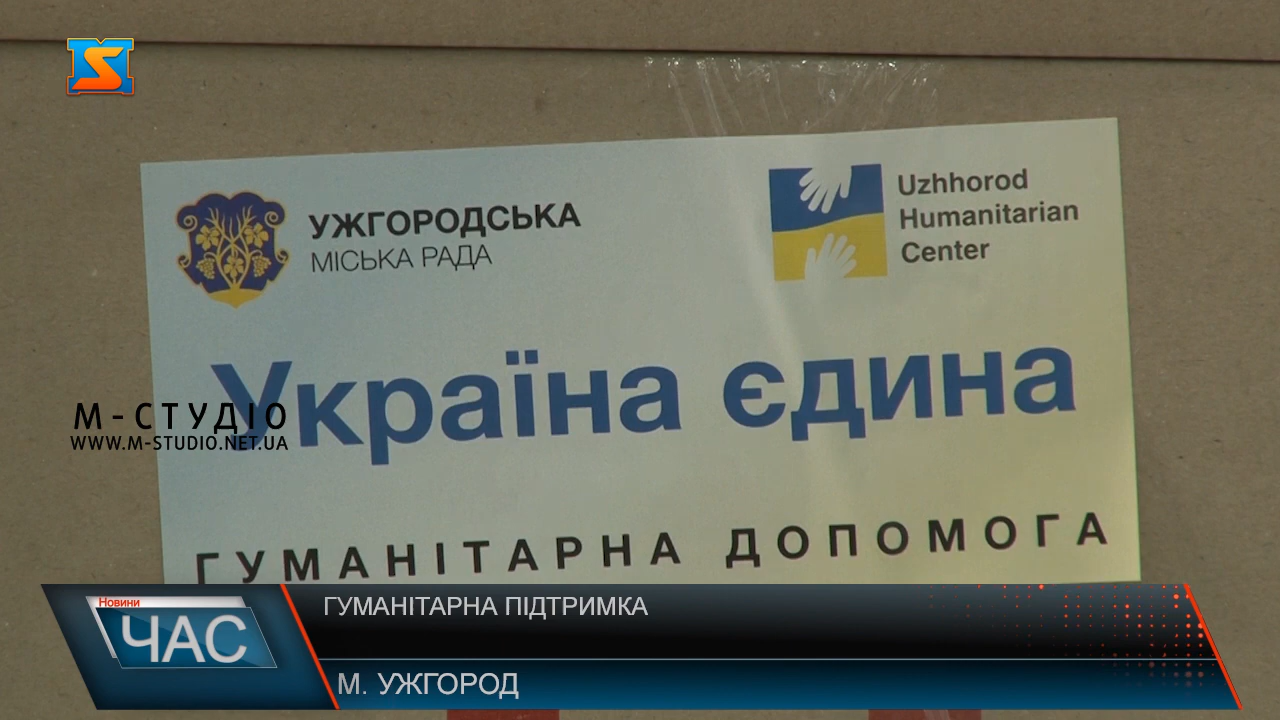 УЖГОРОДСЬКА
МІСЬКА РАДА
Uzhhorod
Humanitarian
Center
Україна єдина
М-СТУДІО
WWW.M-STUDIO.NET.UA
ГУМАНІТАРНА ДОПОМОГА
Новини
ЧАС
ГУМАНІТАРНА ПІДТРИМКА
М. УЖГОРОД